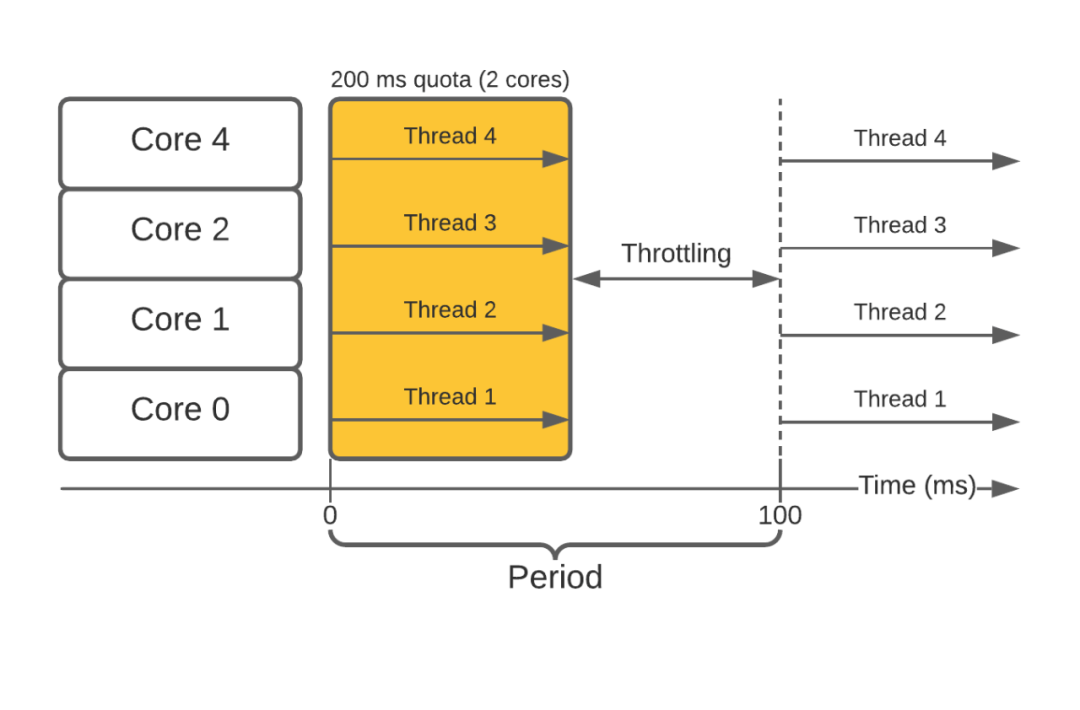 200 ms quota (2 cores)
Core 4
Core 2
Core 1
Core 0
Thread 4
Thread 3
Thread 2
Thread 1
Throttling
Thread 4
Thread 3
Thread 2
Thread 1
Time (ms)
0
100
Period